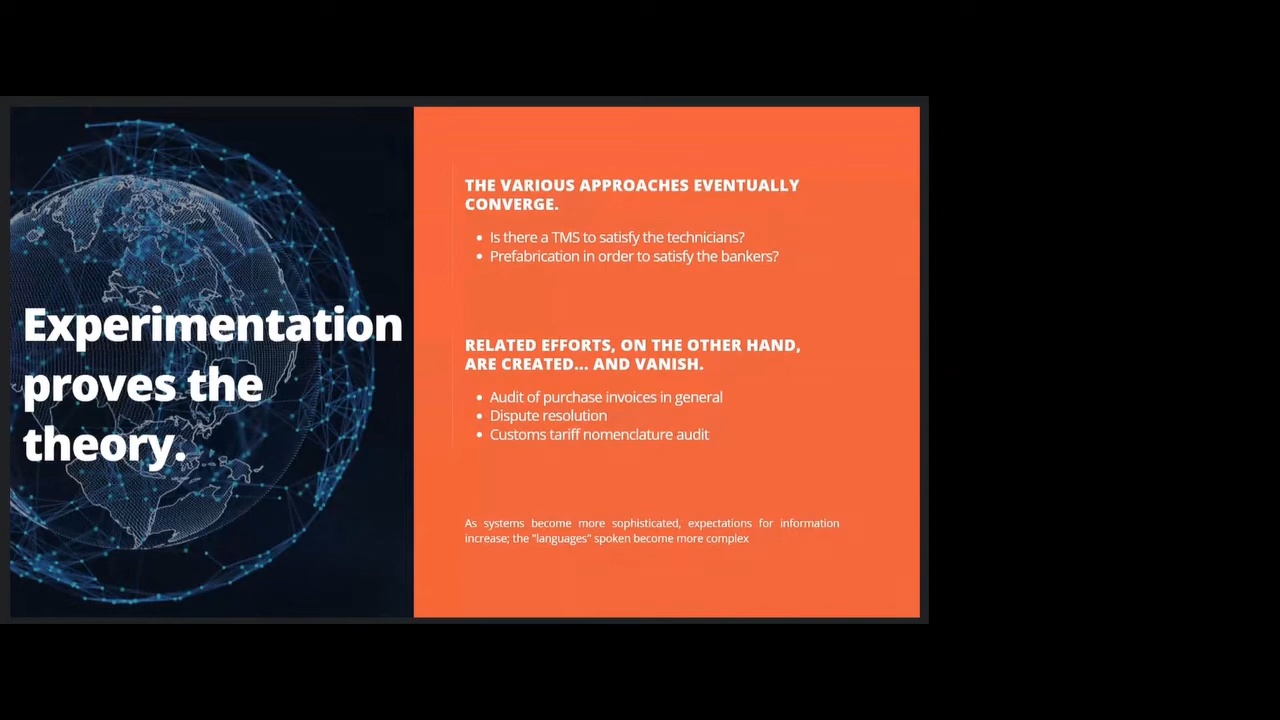 Experimentation
proves the
theory.
THE VARIOUS APPROACHES EVENTUALLY
CONVERGE.
• Is there a TMS to satisfy the technicians?
• Prefabrication in order to satisfy the bankers?
RELATED EFFORTS, ON THE OTHER HAND,
ARE CREATED... AND VANISH.
• Audit of purchase invoices in general
• Dispute resolution
• Customs tariff nomenclature audit
As systems become more sophisticated, expectations for information
increase; the "languages" spoken become more complex